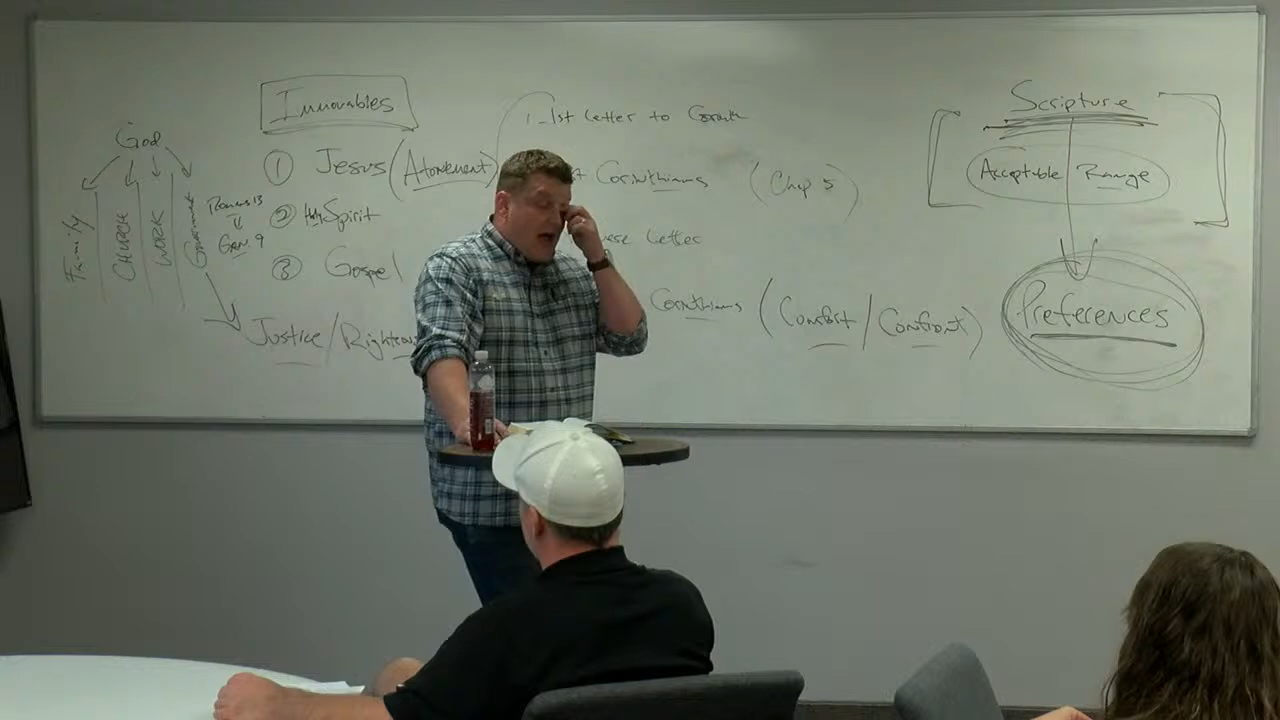 God
Family
CHURCH
WORK
Government
Romans 13
Gen. 9
Justice/Righteous
Immovables
① Jesus (Atonement)
② Holy Spirit
③ Gospel
1st Letter to Corinth
Corinthians (Chap 5)
Letter
Corinthians (Comfort/Confront)
Scripture
Acceptable Range
Preferences